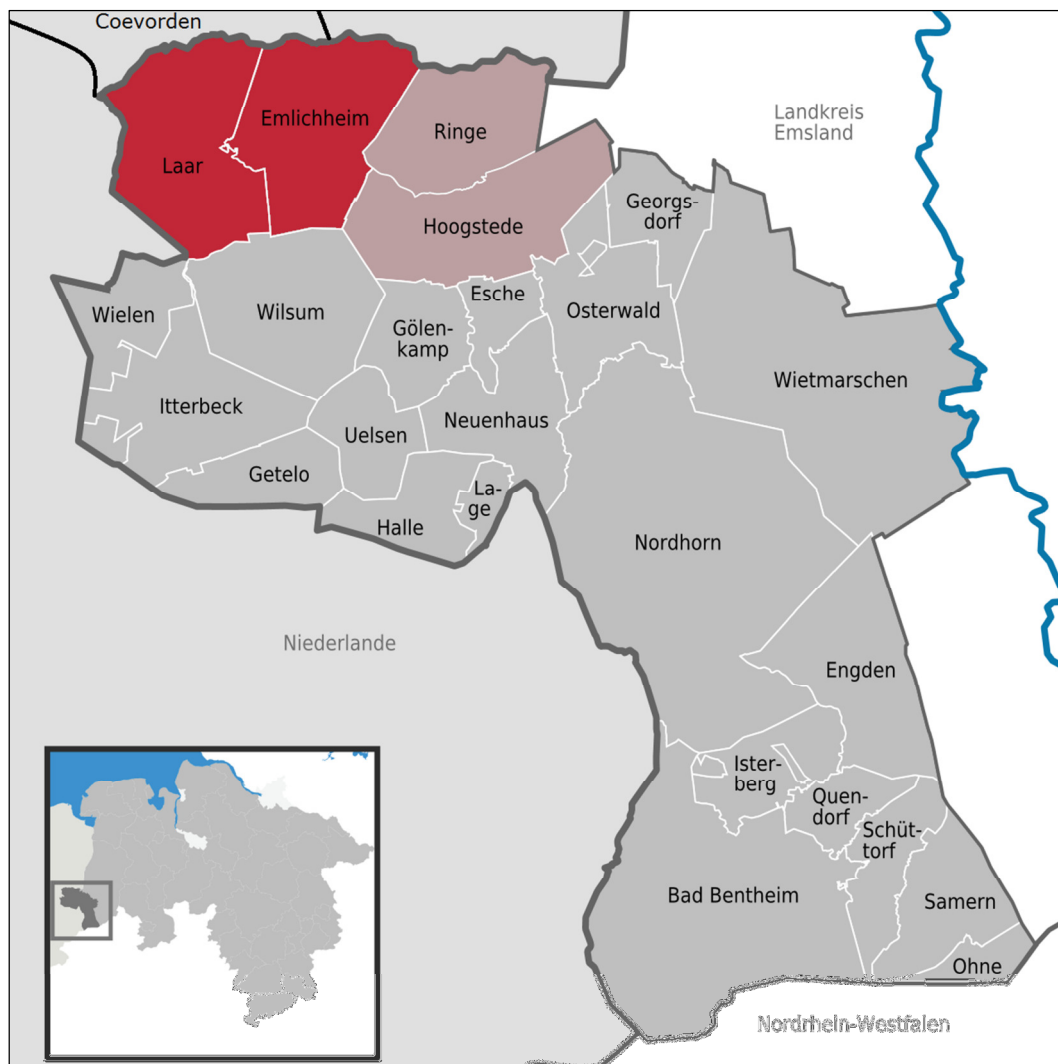 Coevorden
Landkreis
Emsland
Emlichheim
Ringe
Laar
Georgs-
dorf
Hoogstede
Esche
Wielen
Wilsum
Osterwald
Gölen-
kamp
Wietmarschen
Itterbeck
Neuenhaus
Uelsen
Getelo
La-
ge
Halle
Nordhorn
Niederlande
Engden
Ister-
berg
Quen-
dorf
Schüt-
torf
Bad Bentheim
Samern
Ohne
Nordrhein-Westfalen